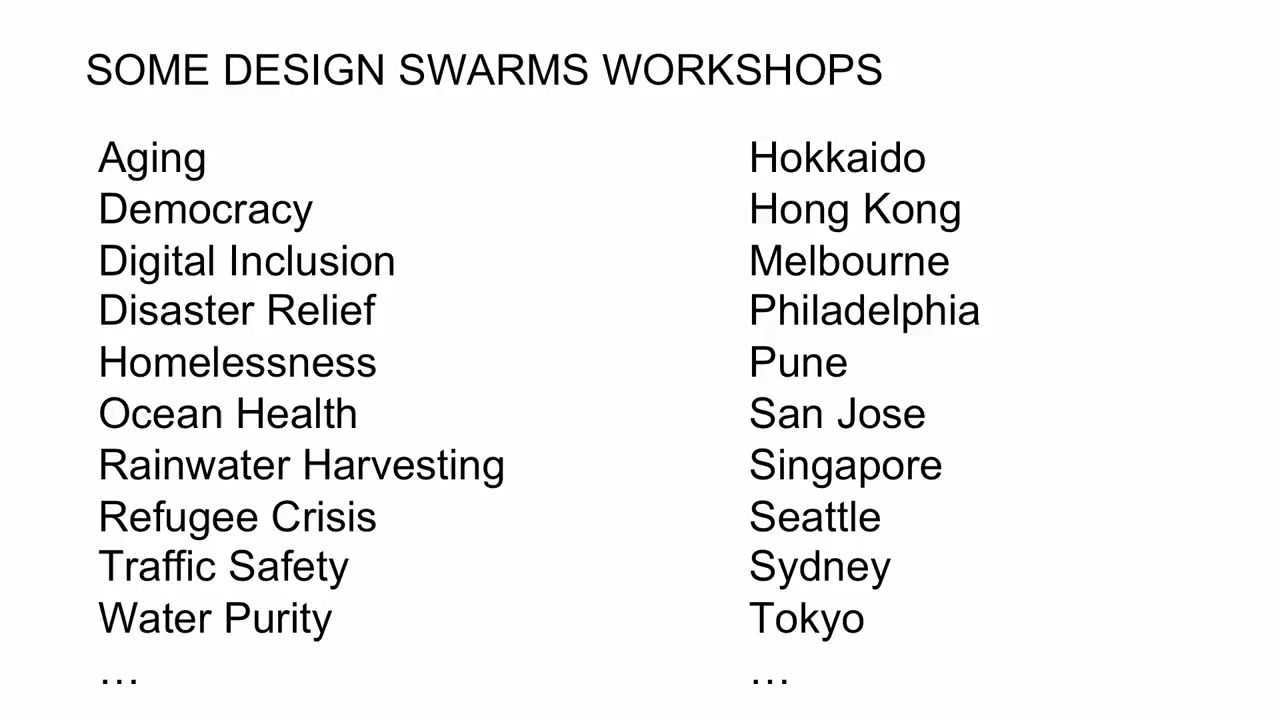 SOME DESIGN SWARMS WORKSHOPS
Aging
Democracy
Digital Inclusion
Disaster Relief
Homelessness
Ocean Health
Rainwater Harvesting
Refugee Crisis
Traffic Safety
Water Purity
…
Hokkaido
Hong Kong
Melbourne
Philadelphia
Pune
San Jose
Singapore
Seattle
Sydney
Tokyo
…